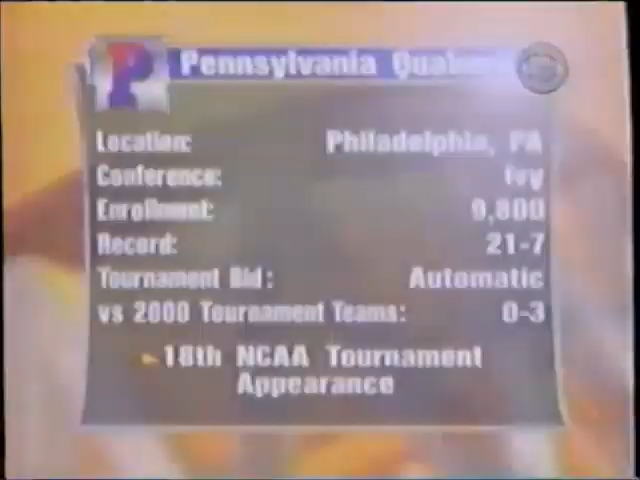 P Pennsylvania Quakers
Location: Philadelphia, PA
Conference: Ivy
Enrollment: 9,800
Record: 21-7
Tournament Bid: Automatic
vs 2000 Tournament Teams: 0-3
18th NCAA Tournament
Appearance